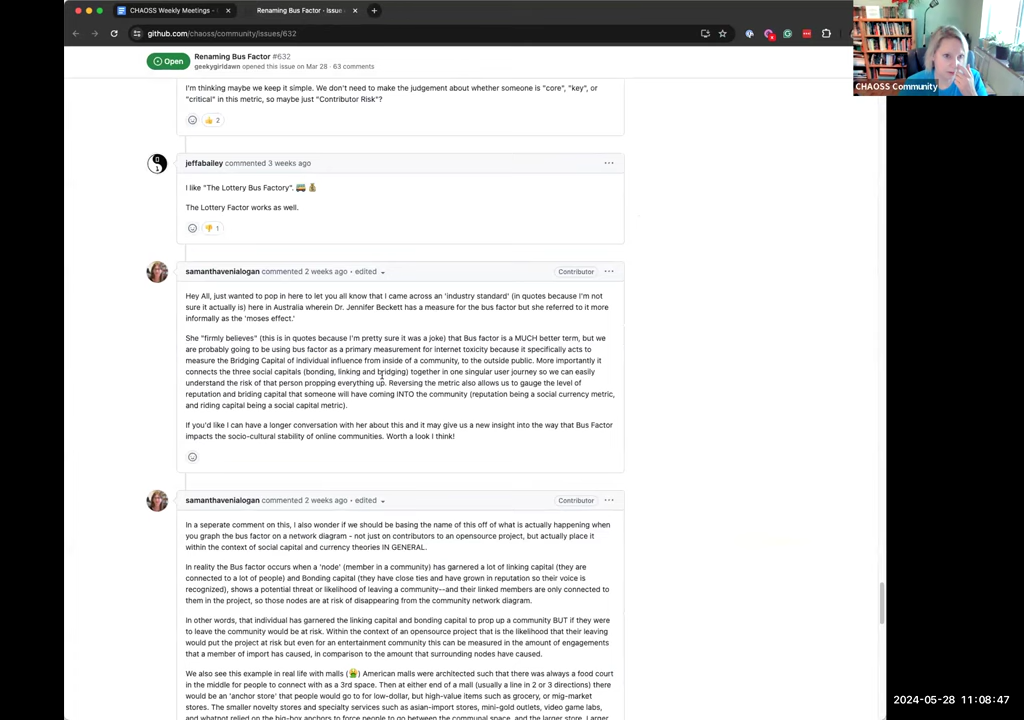 CHAOSS Weekly Meetings -
Renaming Bus Factor · Issue
github.com/chaoss/community/issues/632
Open
Renaming Bus Factor #632
geekygirldawn opened this issue on Mar 28 · 63 comments
CHAOSS Community
I'm thinking maybe we keep it simple. We don't need to make the judgement about whether someone is "core", "key", or
"critical" in this metric, so maybe just "Contributor Risk"?
👍 2
jeffabailey commented 3 weeks ago
I like "The Lottery Bus Factory". 🚌 💰
The Lottery Factor works as well.
👎 1
samanthavenialogan commented 2 weeks ago · edited
Contributor
Hey All, just wanted to pop in here to let you all know that I came across an 'industry standard' (in quotes because I'm not
sure it actually is) here in Australia wherein Dr. Jennifer Beckett has a measure for the bus factor but she referred to it more
informally as the 'moses effect.'
She "firmly believes" (this is in quotes because I'm pretty sure it was a joke) that Bus factor is a MUCH better term, but we
are probably going to be using bus factor as a primary measurement for internet toxicity because it specifically acts to
measure the Bridging Capital of individual influence from inside of a community, to the outside public. More importantly it
connects the three social capitals (bonding, linking and bridging) together in one singular user journey so we can easily
understand the risk of that person propping everything up. Reversing the metric also allows us to gauge the level of
reputation and briding capital that someone will have coming INTO the community (reputation being a social currency metric,
and riding capital being a social capital metric).
If you'd like I can have a longer conversation with her about this and it may give us a new insight into the way that Bus Factor
impacts the socio-cultural stability of online communities. Worth a look I think!
samanthavenialogan commented 2 weeks ago · edited
Contributor
In a seperate comment on this, I also wonder if we should be basing the name of this off of what is actually happening when
you graph the bus factor on a network diagram - not just on contributors to an opensource project, but actually place it
within the context of social capital and currency theories IN GENERAL.
In reality the Bus factor occurs when a 'node' (member in a community) has garnered a lot of linking capital (they are
connected to a lot of people) and Bonding capital (they have close ties and have grown in reputation so their voice is
recognized), shows a potential threat or likelihood of leaving a community--and their linked members are only connected to
them in the project, so those nodes are at risk of disappearing from the community network diagram.
In other words, that individual has garnered the linking capital and bonding capital to prop up a community BUT if they were
to leave the community would be at risk. Within the context of an opensource project that is the likelihood that their leaving
would put the project at risk but even for an entertainment community this can be measured in the amount of engagements
that a member of import has caused, in comparison to the amount that surrounding nodes have caused.
We also see this example in real life with malls (🤮) American malls were architected such that there was always a food court
in the middle for people to connect with as a 3rd space. Then at either end of a mall (usually a line in 2 or 3 directions) there
would be an 'anchor store' that people would go to for low-dollar, but high-value items such as grocery, or mig-market
stores. The smaller novelty stores and specialty services such as asian-import stores, mini-gold outlets, video game labs,
and whatnot relied on the big-box anchors to force people to go between the communal space, and the larger store. Larger
2024-05-28 11:08:47